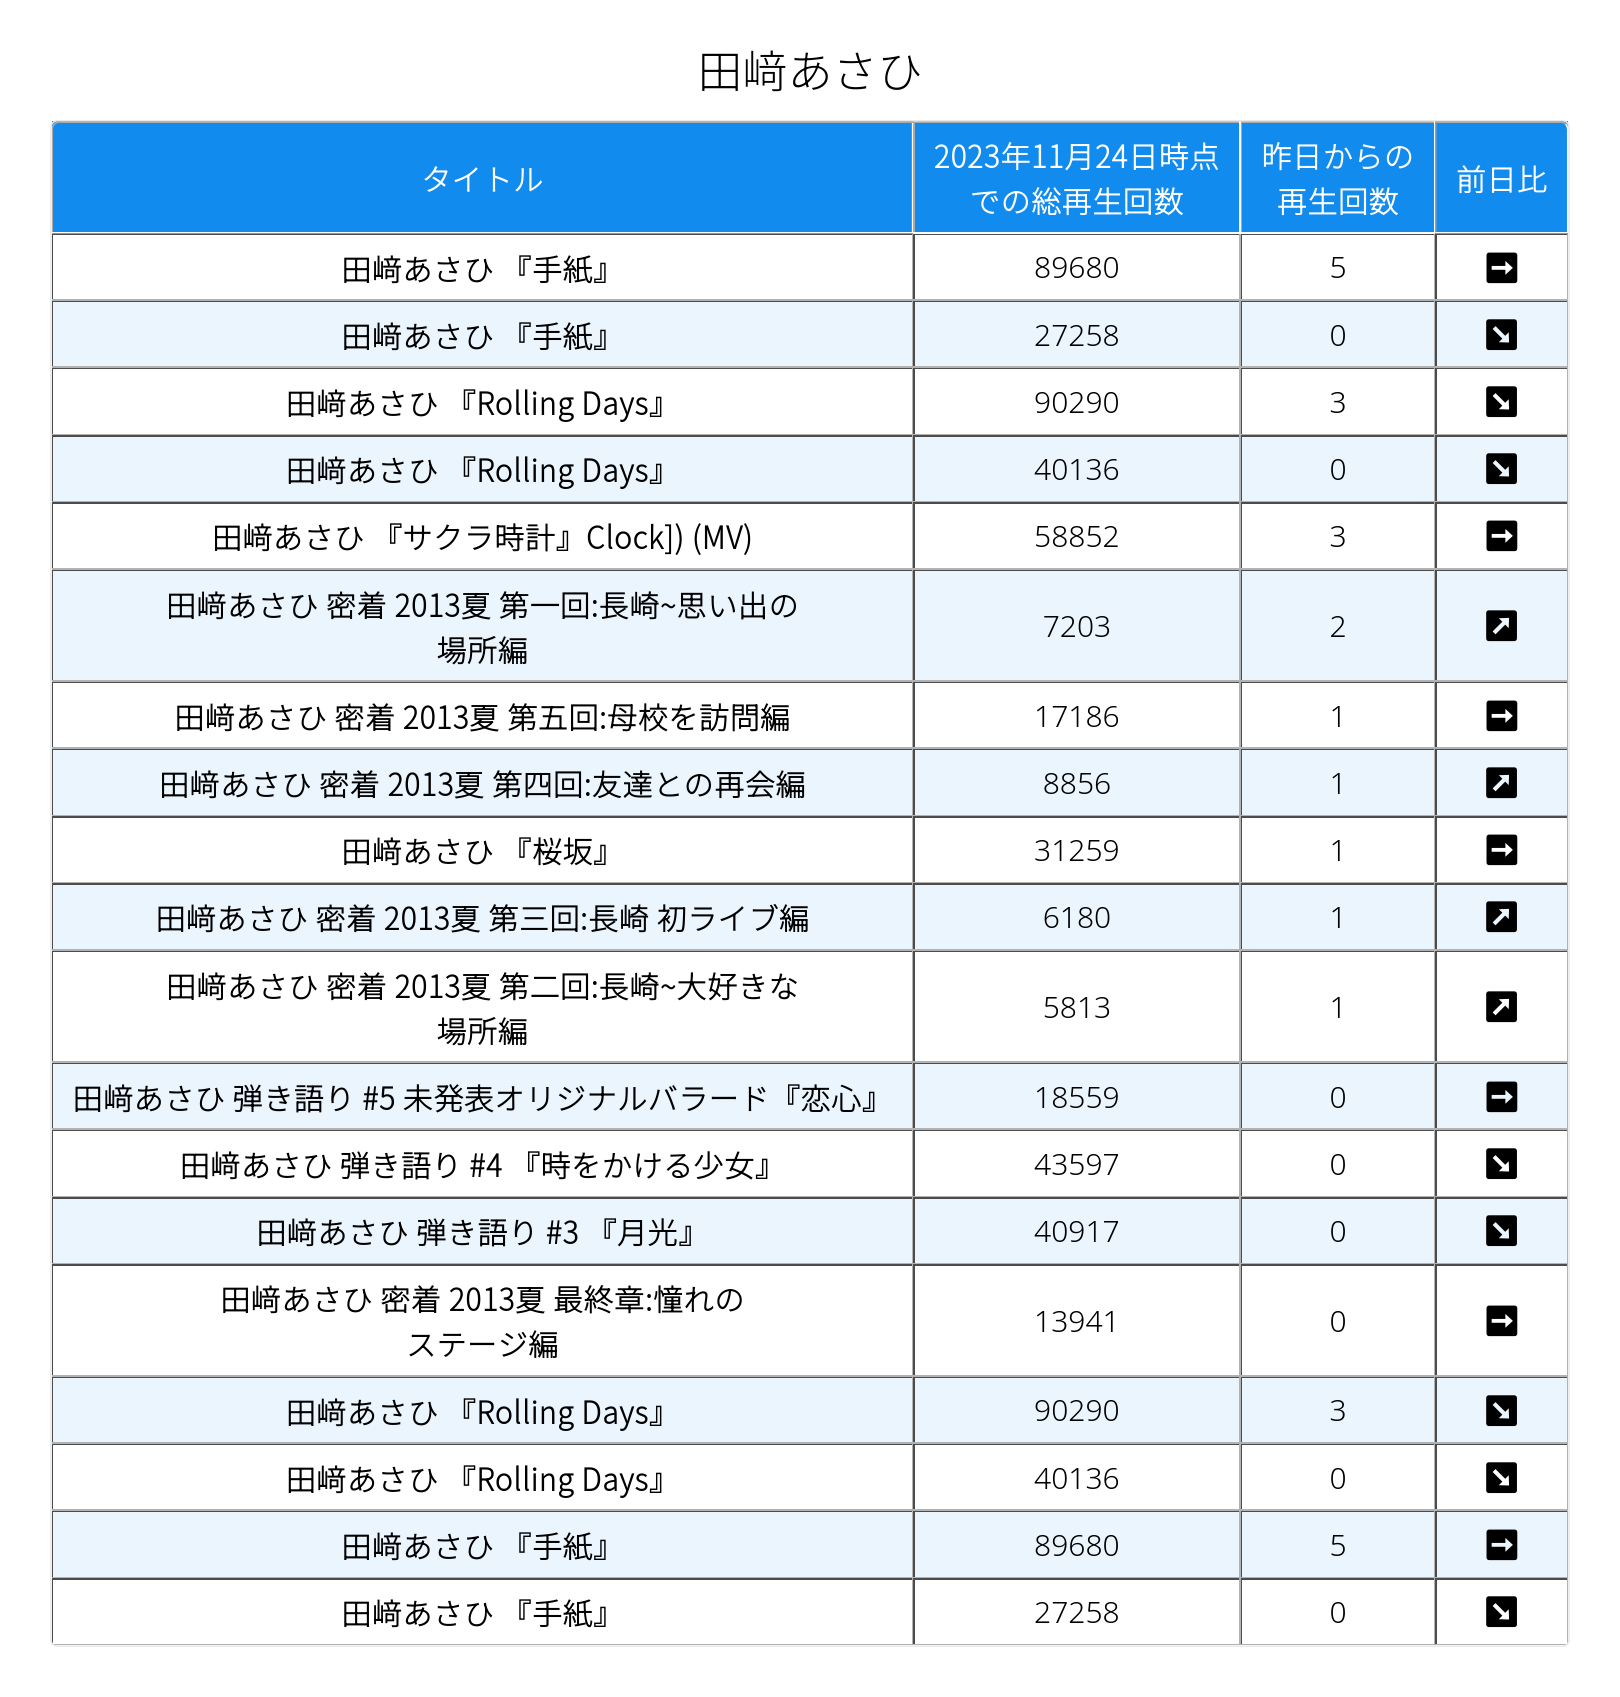 田﨑あさひ
タイトル
2023年11月24日時点
での総再生回数
昨日からの
再生回数
前日比
田﨑あさひ 『手紙』 89680 5 ➡
田﨑あさひ 『手紙』 27258 0 ↘
田﨑あさひ 『Rolling Days』 90290 3 ↘
田﨑あさひ 『Rolling Days』 40136 0 ↘
田﨑あさひ 『サクラ時計』Clock]) (MV) 58852 3 ➡
田﨑あさひ 密着 2013夏 第一回:長崎~思い出の
場所編 7203 2 ↗
田﨑あさひ 密着 2013夏 第五回:母校を訪問編 17186 1 ➡
田﨑あさひ 密着 2013夏 第四回:友達との再会編 8856 1 ↗
田﨑あさひ 『桜坂』 31259 1 ➡
田﨑あさひ 密着 2013夏 第三回:長崎 初ライブ編 6180 1 ↗
田﨑あさひ 密着 2013夏 第二回:長崎~大好きな
場所編 5813 1 ↗
田﨑あさひ 弾き語り #5 未発表オリジナルバラード『恋心』 18559 0 ➡
田﨑あさひ 弾き語り #4 『時をかける少女』 43597 0 ↘
田﨑あさひ 弾き語り #3 『月光』 40917 0 ↘
田﨑あさひ 密着 2013夏 最終章:憧れの
ステージ編 13941 0 ➡
田﨑あさひ 『Rolling Days』 90290 3 ↘
田﨑あさひ 『Rolling Days』 40136 0 ↘
田﨑あさひ 『手紙』 89680 5 ➡
田﨑あさひ 『手紙』 27258 0 ↘